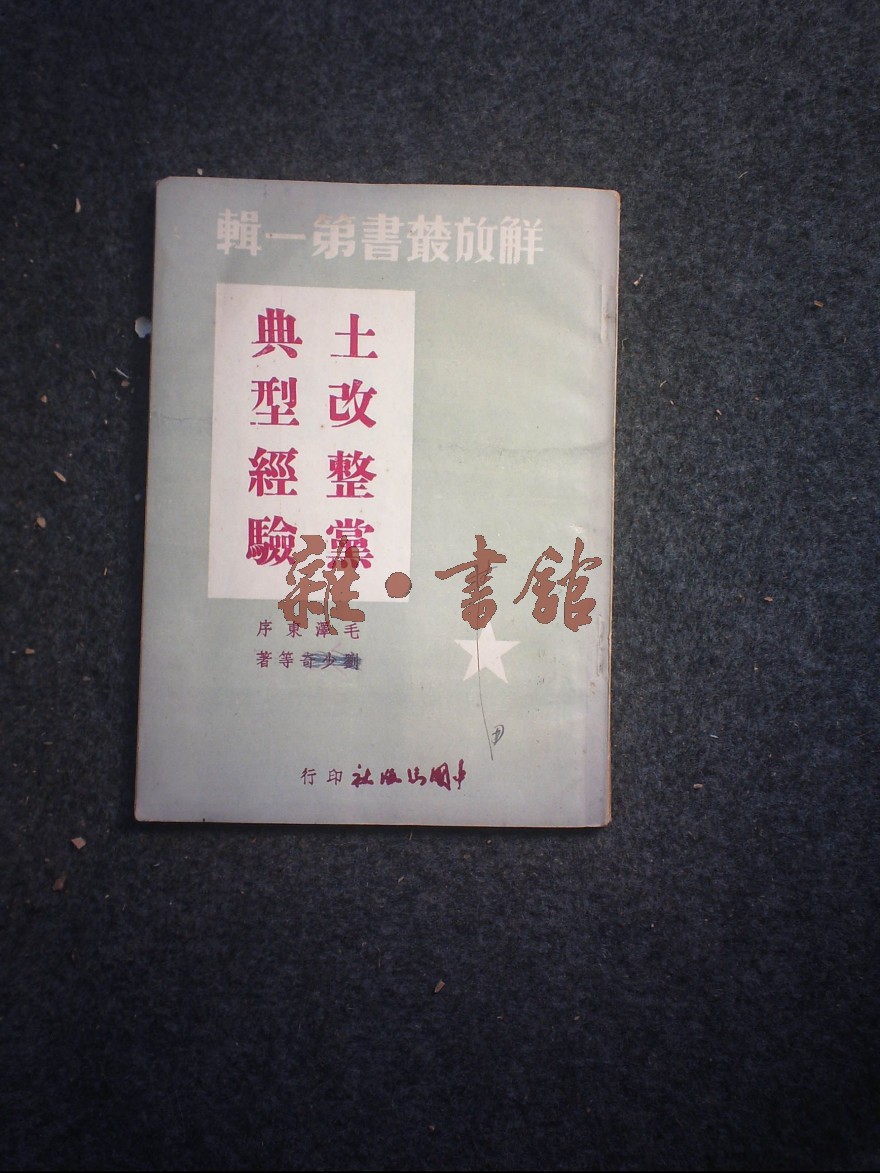 解放叢書第一輯
土改整黨
典型經驗
毛澤東序
劉少奇等著
中國出版社印行
雜·書館